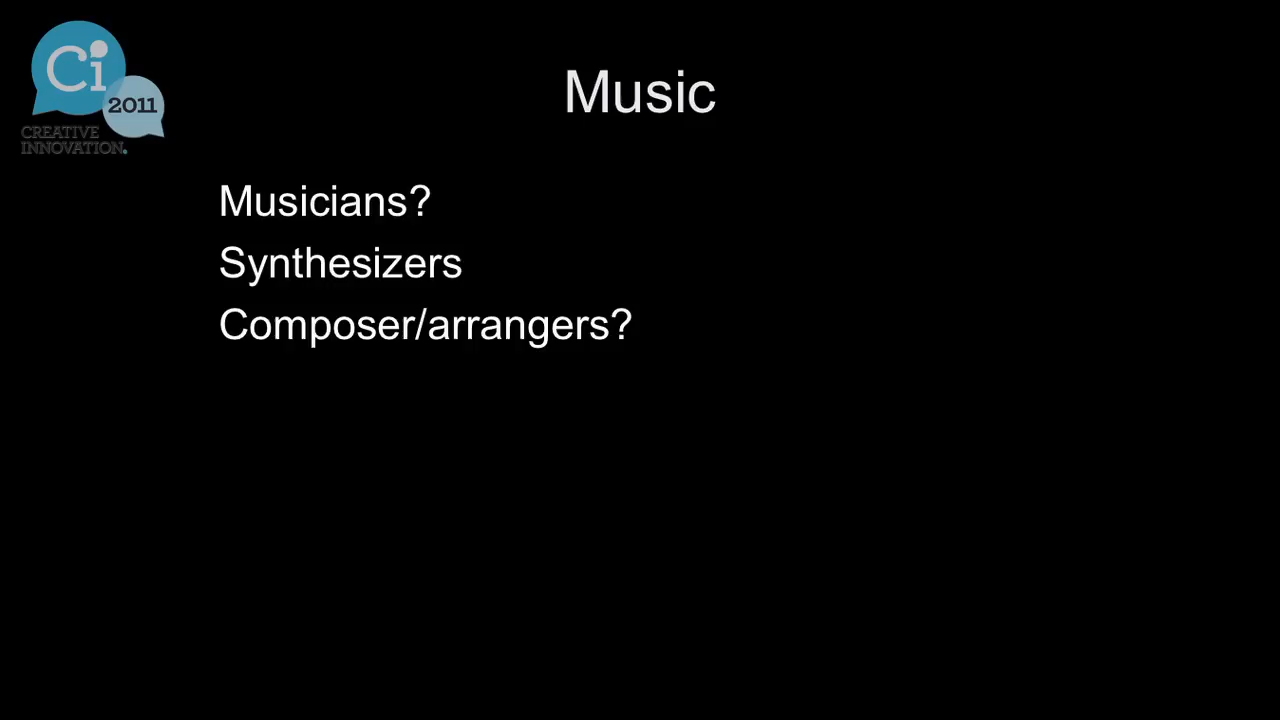 Ci
2011
CREATIVE
INNOVATION.
Music
Musicians?
Synthesizers
Composer/arrangers?